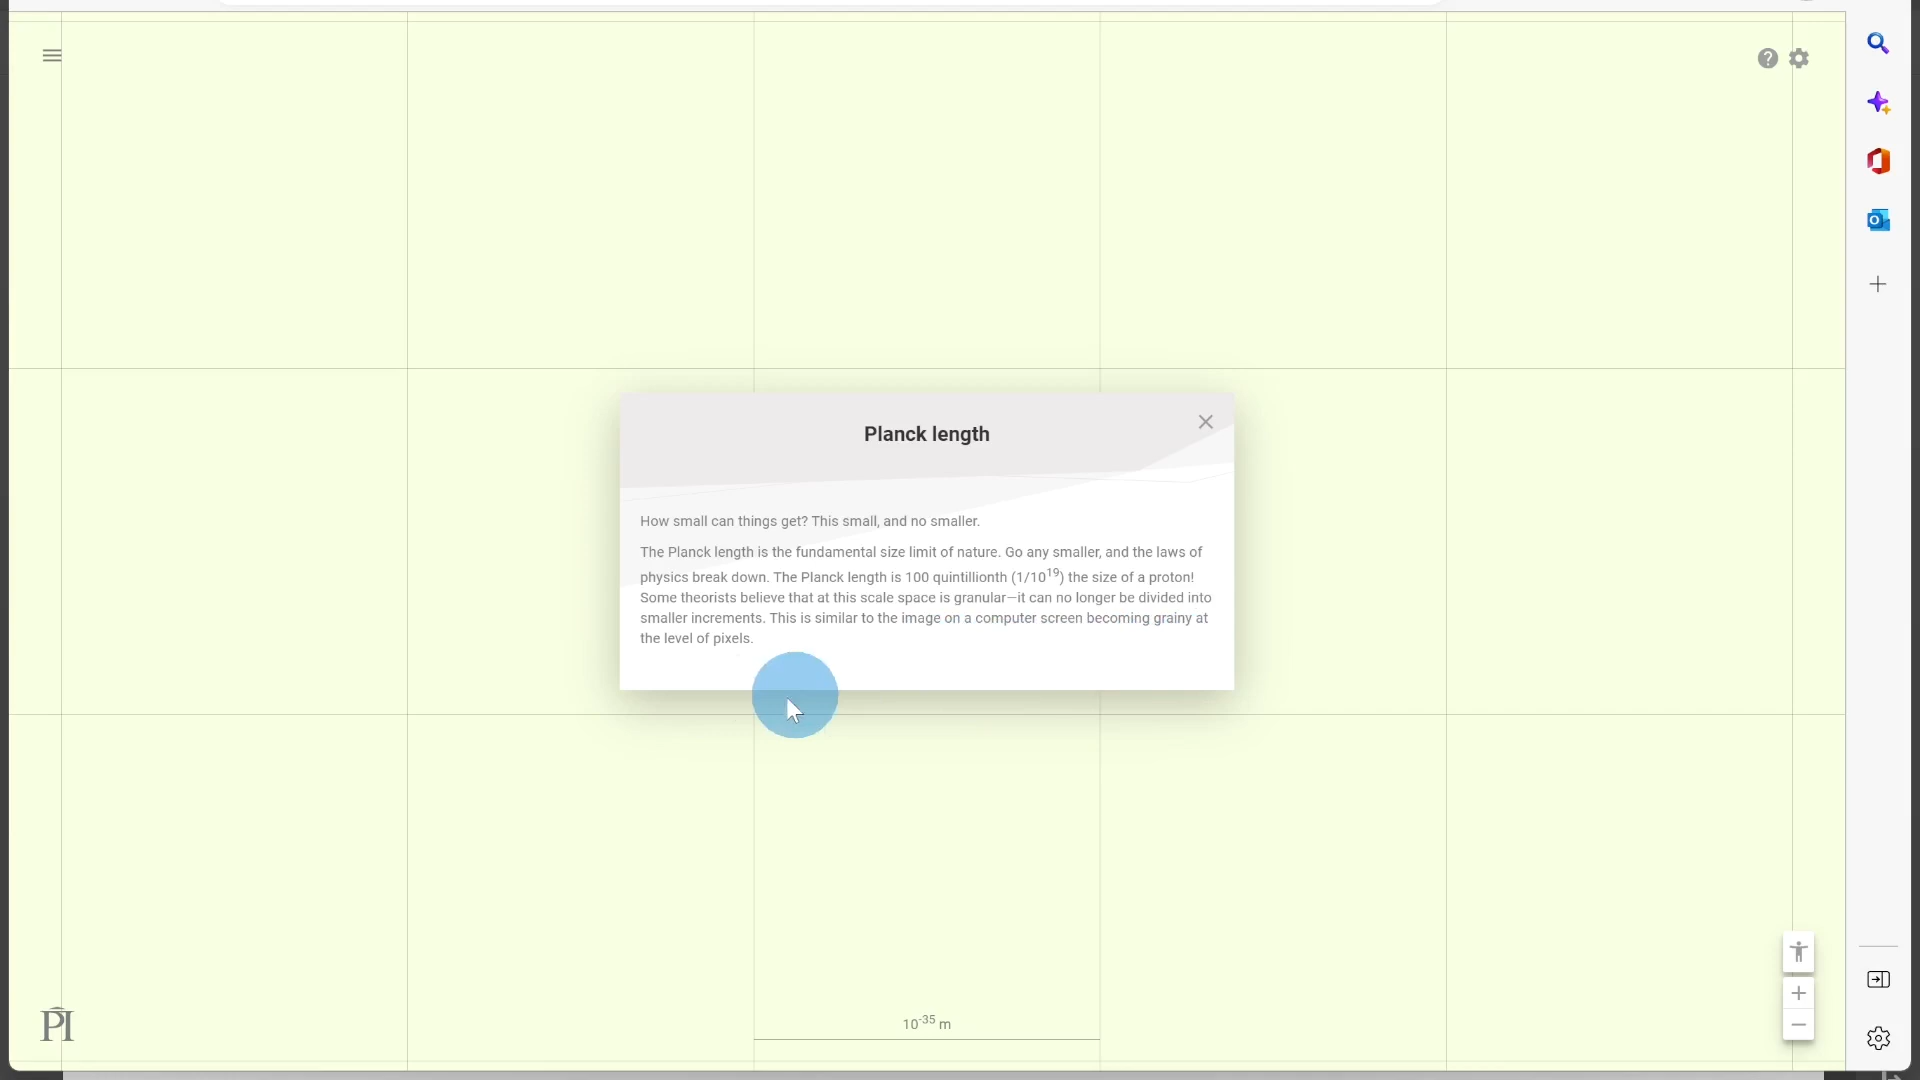 Planck length
How small can things get? This small, and no smaller.
The Planck length is the fundamental size limit of nature. Go any smaller, and the laws of
physics break down. The Planck length is 100 quintillionth (1/10¹⁹) the size of a proton!
Some theorists believe that at this scale space is granular—it can no longer be divided into
smaller increments. This is similar to the image on a computer screen becoming grainy at
the level of pixels.
10⁻³⁵ m
PI